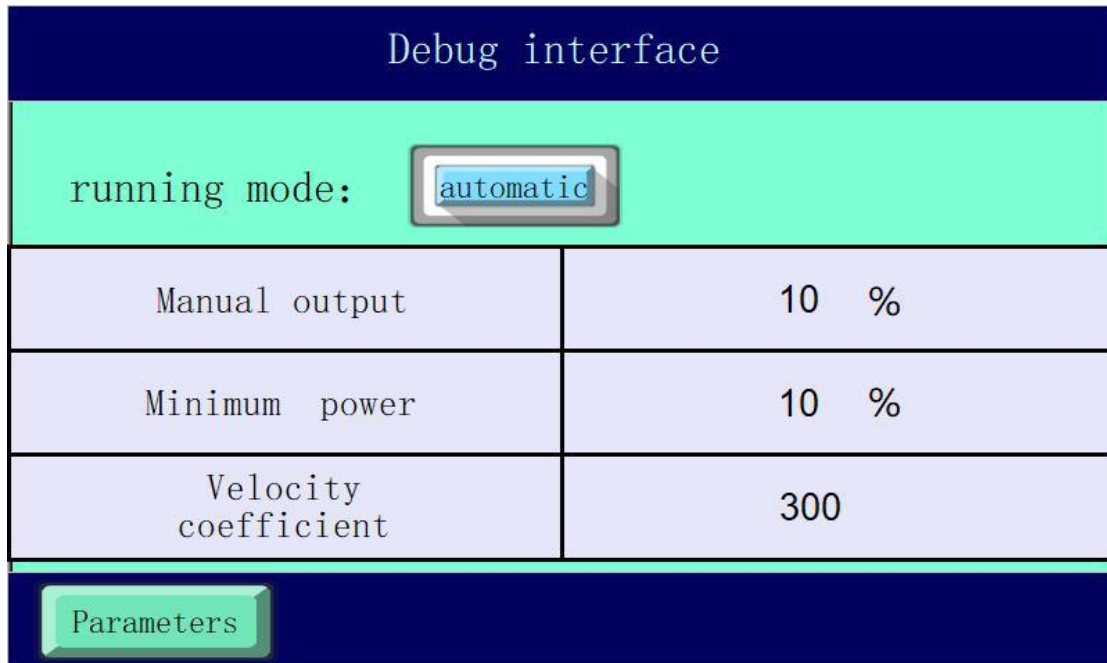 Debug interface
running mode: automatic
Manual output 10 %
Minimum power 10 %
Velocity
coefficient 300
Parameters